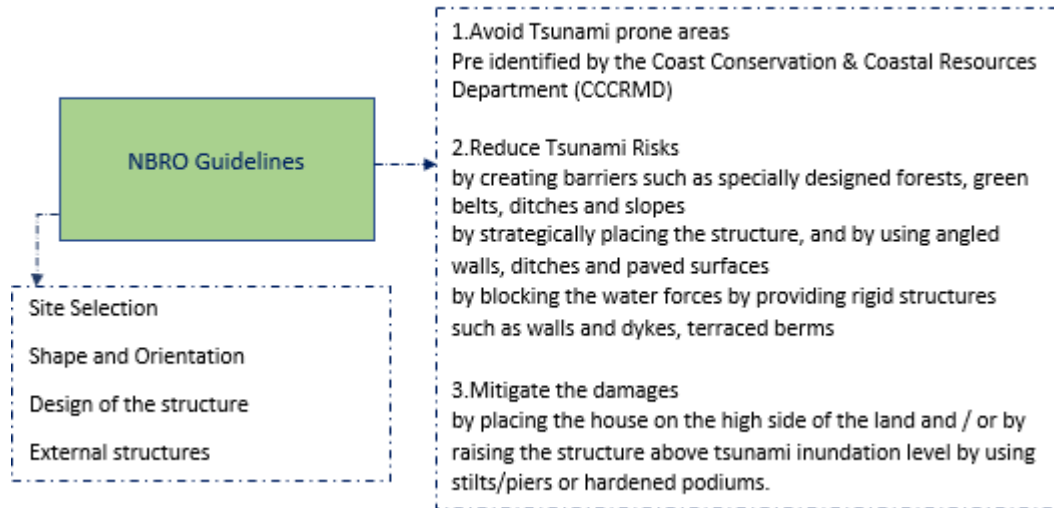 NBRO Guidelines
Site Selection
Shape and Orientation
Design of the structure
External structures
1.Avoid Tsunami prone areas
Pre identified by the Coast Conservation & Coastal Resources
Department (CCCRMD)
2.Reduce Tsunami Risks
by creating barriers such as specially designed forests, green
belts, ditches and slopes
by strategically placing the structure, and by using angled
walls, ditches and paved surfaces
by blocking the water forces by providing rigid structures
such as walls and dykes, terraced berms
3.Mitigate the damages
by placing the house on the high side of the land and / or by
raising the structure above tsunami inundation level by using
stilts/piers or hardened podiums.